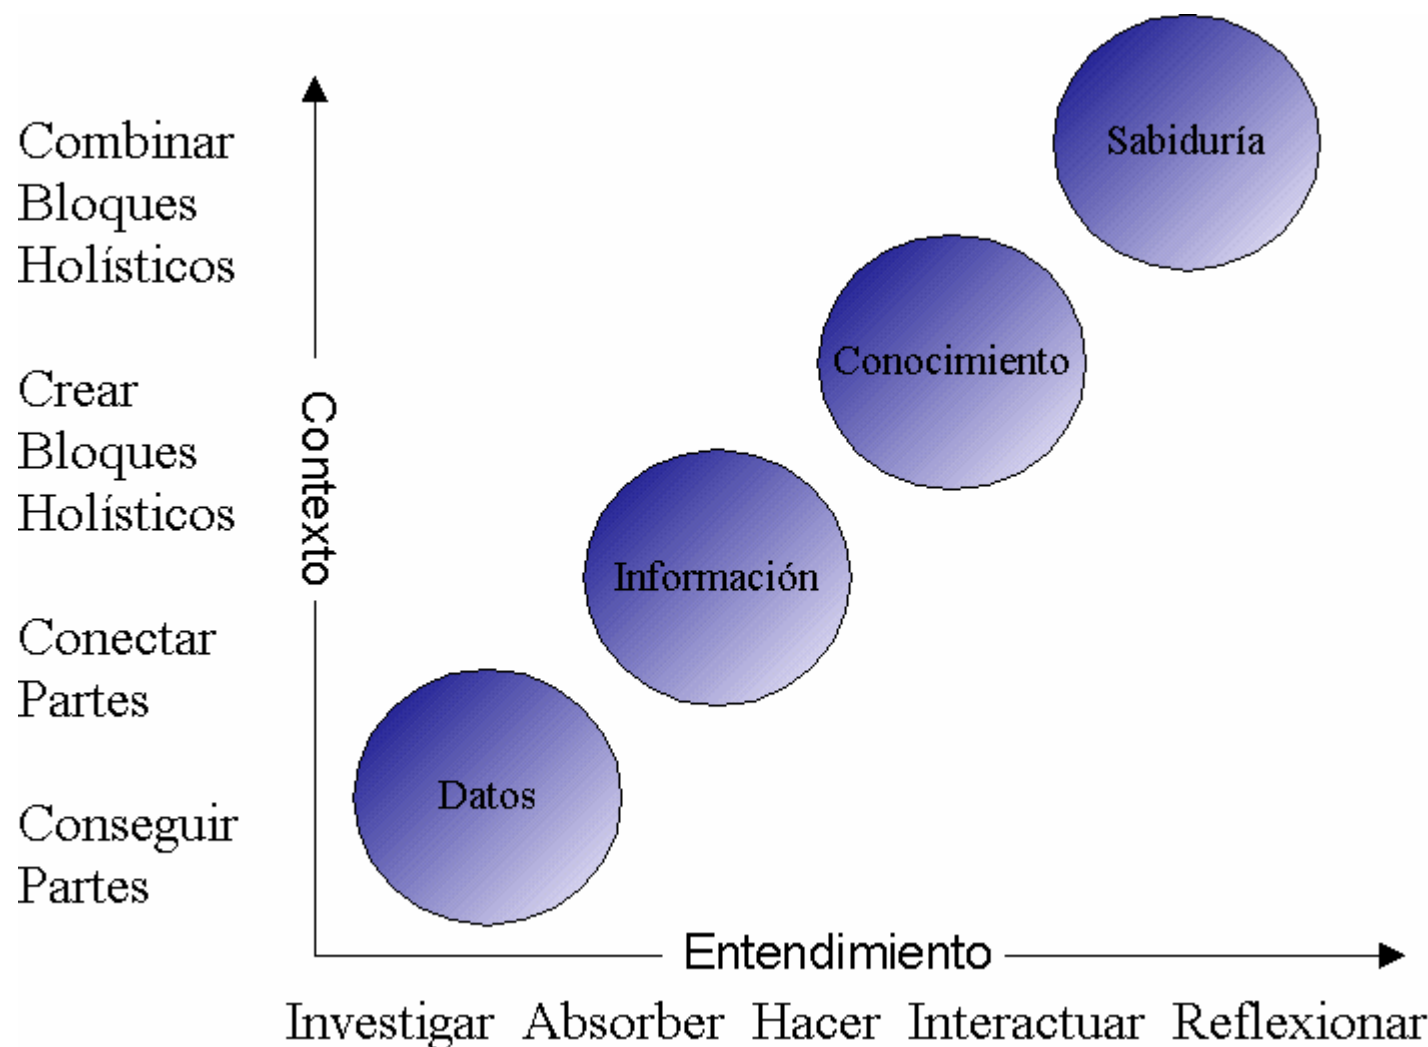 Combinar
Bloques
Holísticos
Crear
Bloques
Holísticos
Conectar
Partes
Conseguir
Partes
Contexto
Sabiduría
Conocimiento
Información
Datos
Entendimiento
Investigar Absorber Hacer Interactuar Reflexionar